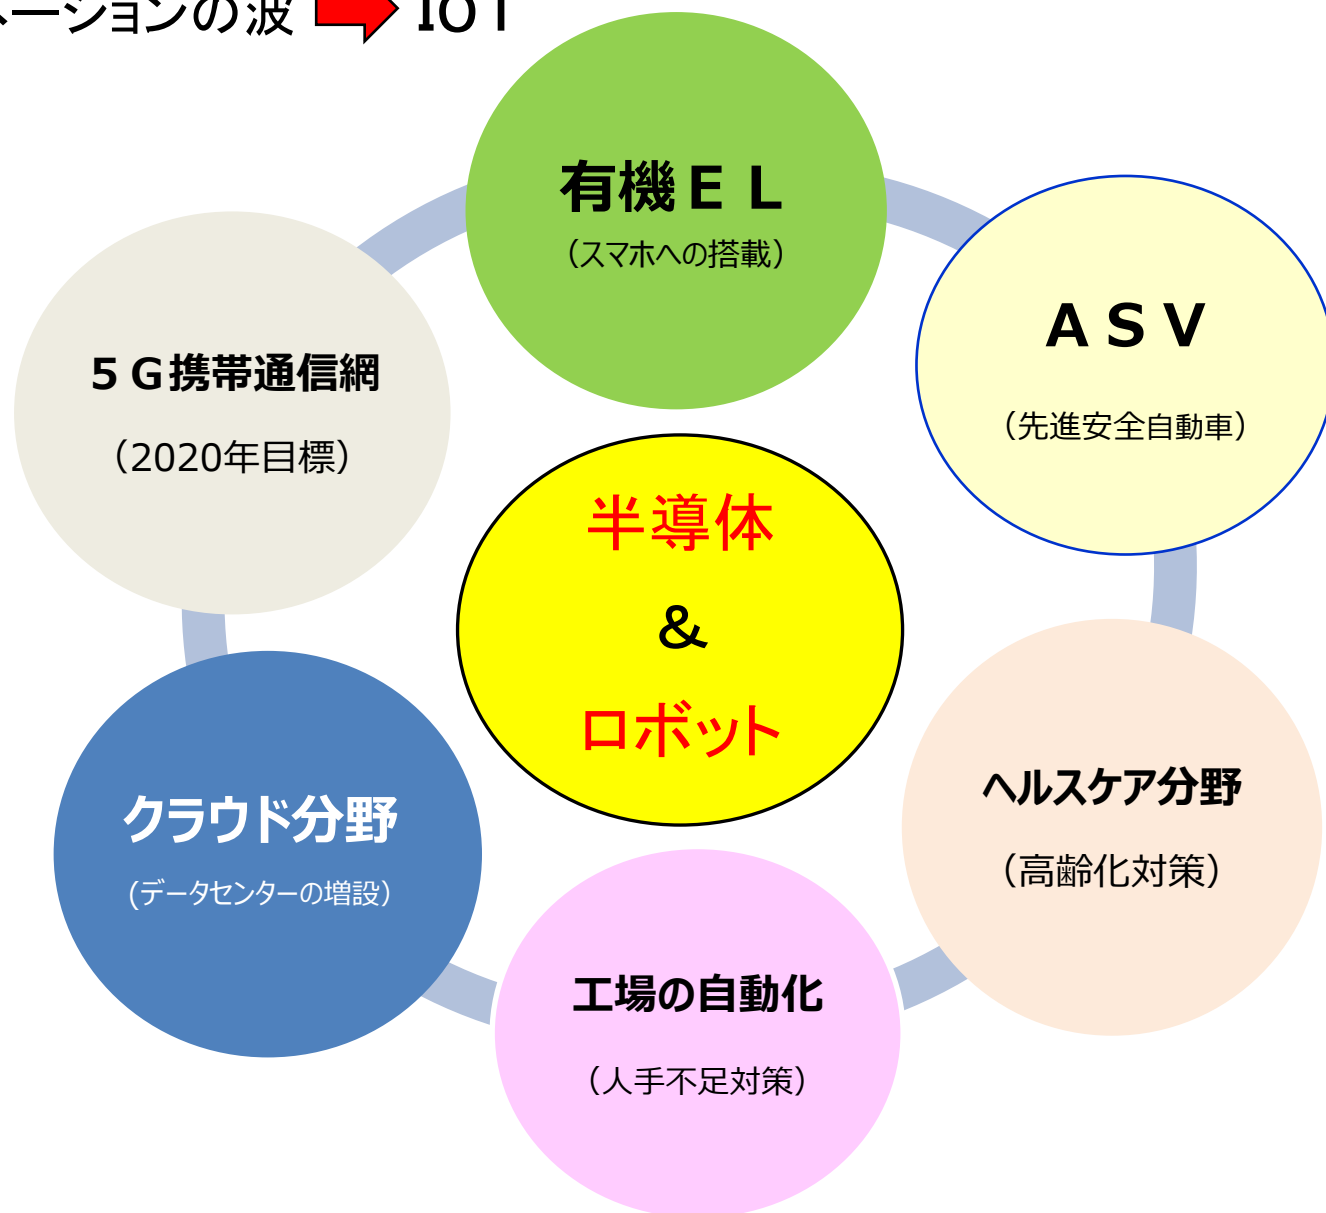 ーションの波 IOT
有機ＥＬ
（スマホへの搭載）
ＡＳＶ
（先進安全自動車）
５Ｇ携帯通信網
（2020年目標）
半導体
＆
ロボット
ヘルスケア分野
（高齢化対策）
クラウド分野
(データセンターの増設）
工場の自動化
（人手不足対策）